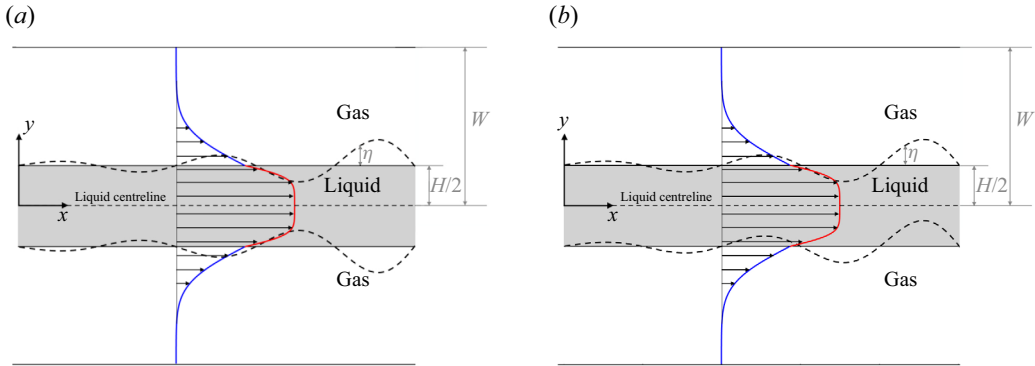 (a)
Gas
W
y
η
Liquid
H/2
Liquid centreline
x
Gas
(b)
Gas
W
y
η
Liquid
H/2
Liquid centreline
x
Gas